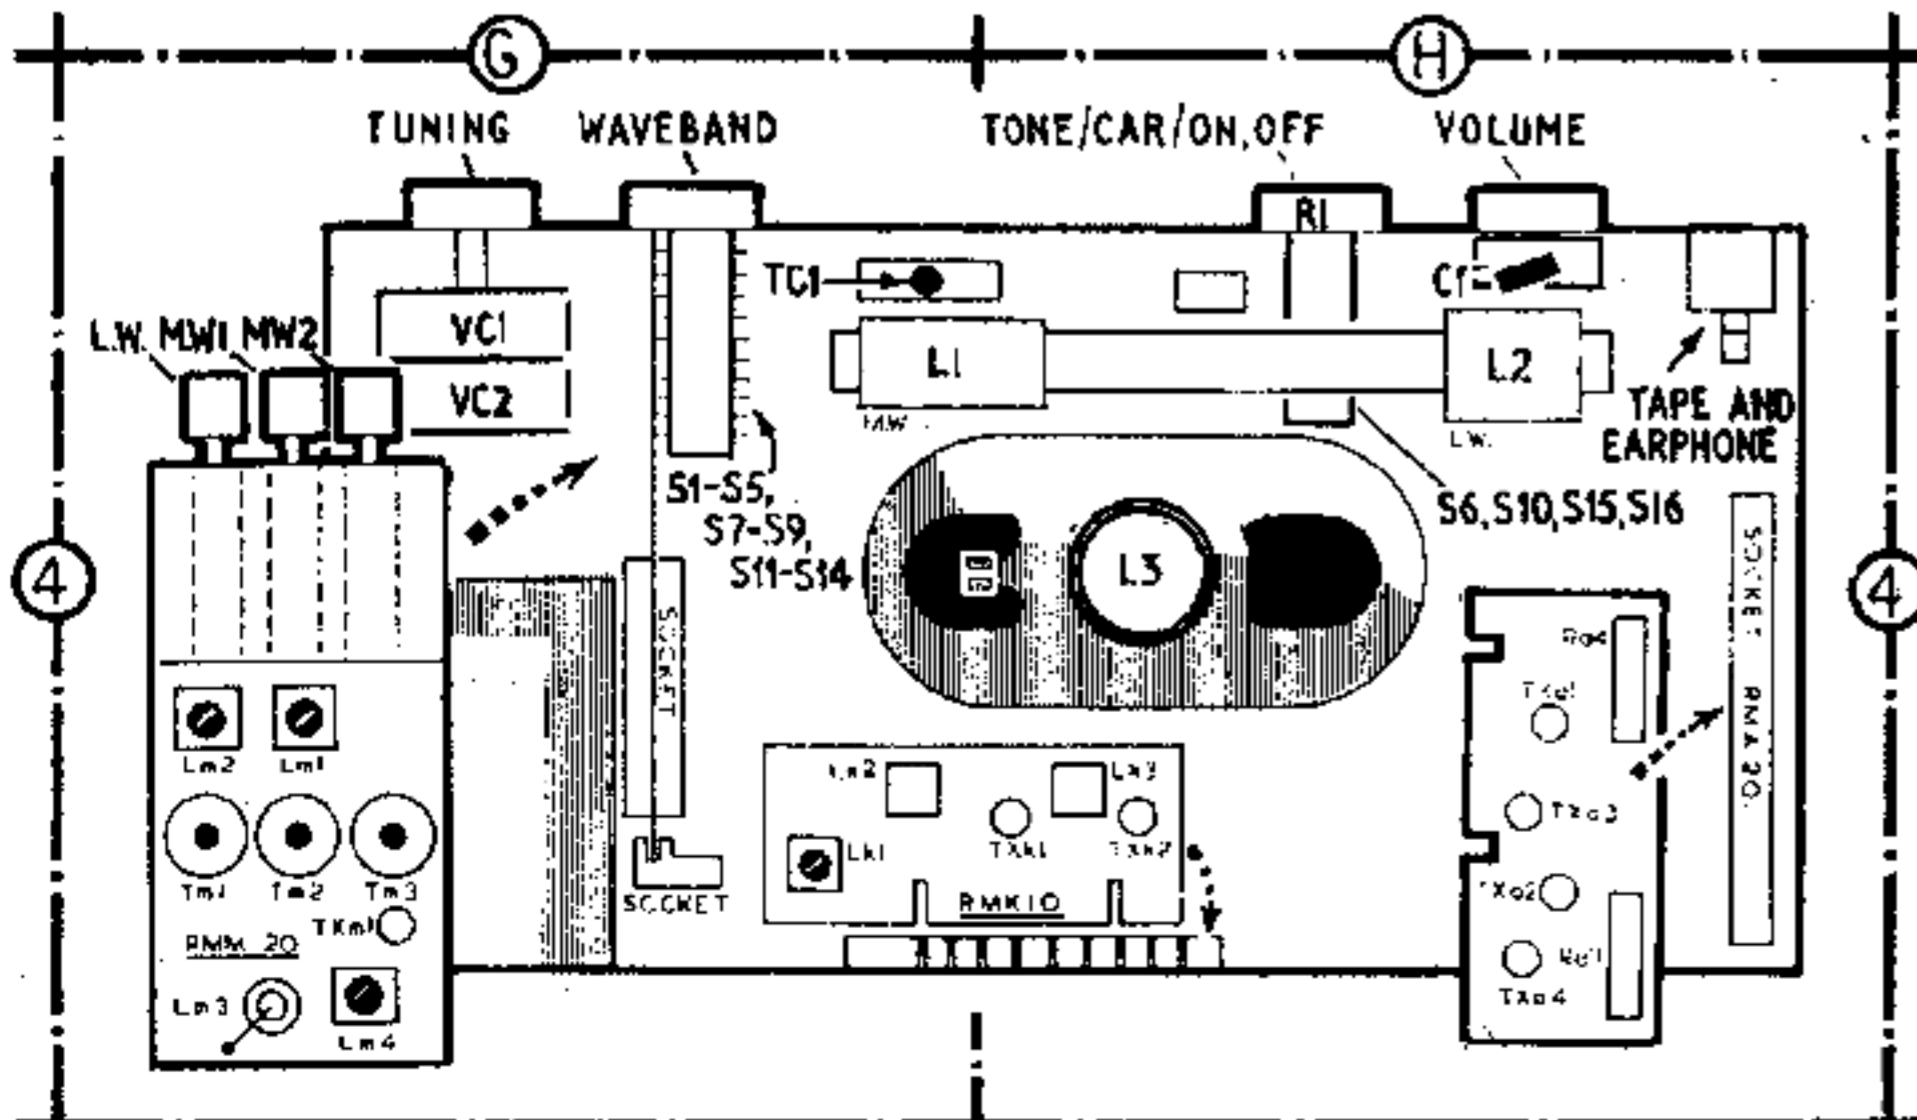 G
H
TUNING
WAVEBAND
TONE/CAR/ON,OFF
VOLUME
R1
TC1
C1
L.W. MW1 MW2
VC1
VC2
L1
L2
M.W.
L.W.
TAPE AND
EARPHONE
S1-S5,
S7-S9,
S11-S14
S6,S10,S15,S16
4
4
L3
SOCKET
SOCKET RMA 20.
Lm2
Lm1
Lk3
Lk1
TXk1
TXk2
Tm1
Tm2
Tm3
TXa3
TXa2
TXa4
SOCKET
RMK10
TXm1
RMM 20
Lm3
Lm4